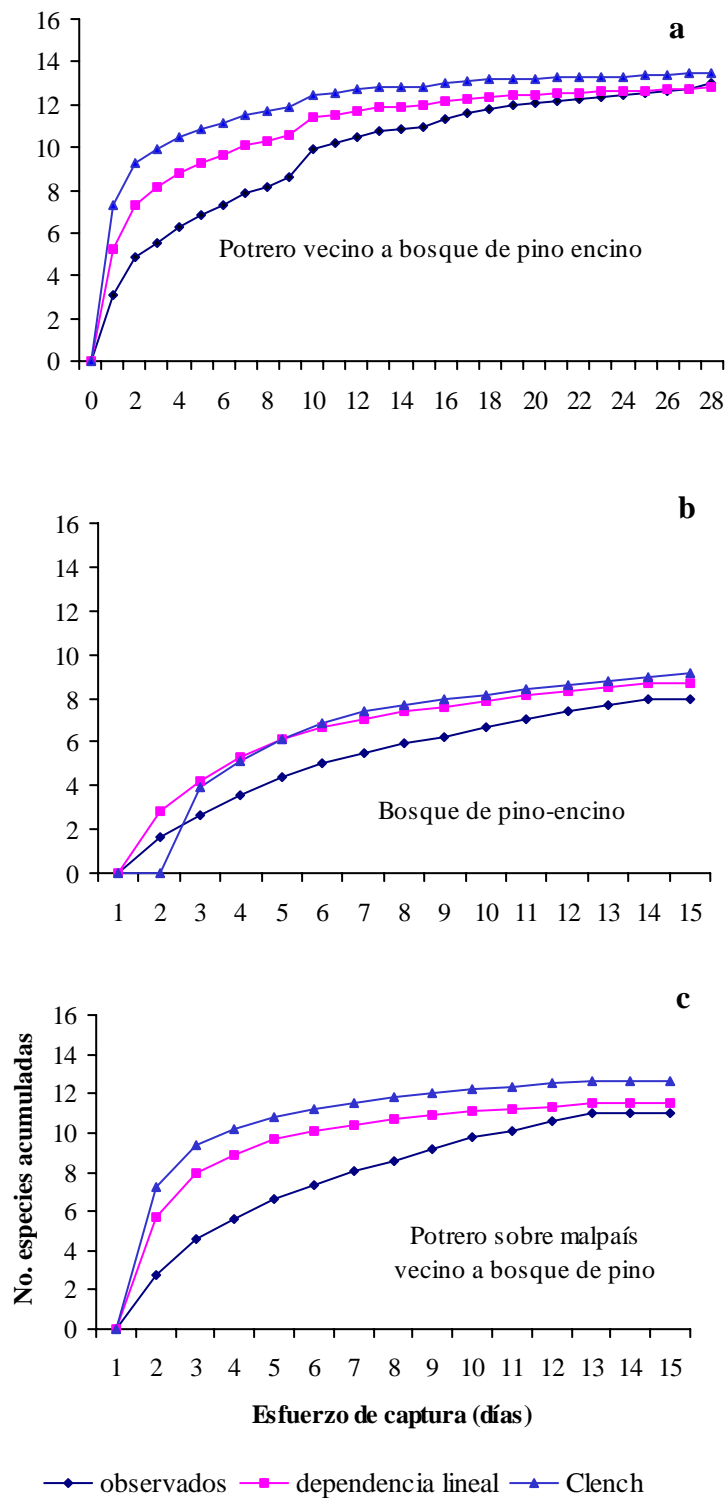 a
16
14
12
10
8
6
4
2
0
Potrero vecino a bosque de pino encino
0 2 4 6 8 10 12 14 16 18 20 22 24 26 28
b
16
14
12
10
8
6
4
2
0
Bosque de pino-encino
1 2 3 4 5 6 7 8 9 10 11 12 13 14 15
c
No. especies acumuladas
16
14
12
10
8
6
4
2
0
Potrero sobre malpaís
vecino a bosque de pino
1 2 3 4 5 6 7 8 9 10 11 12 13 14 15
Esfuerzo de captura (días)
observados dependencia lineal Clench